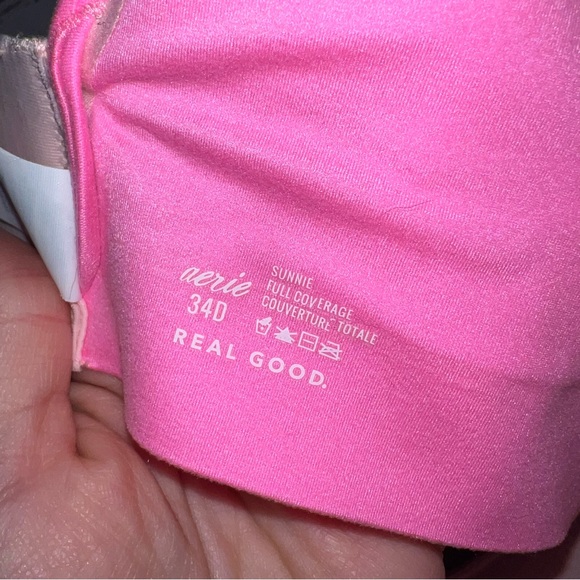 aerie
34D
SUNNIE
FULL COVERAGE
COUVERTURE TOTALE
REAL GOOD.